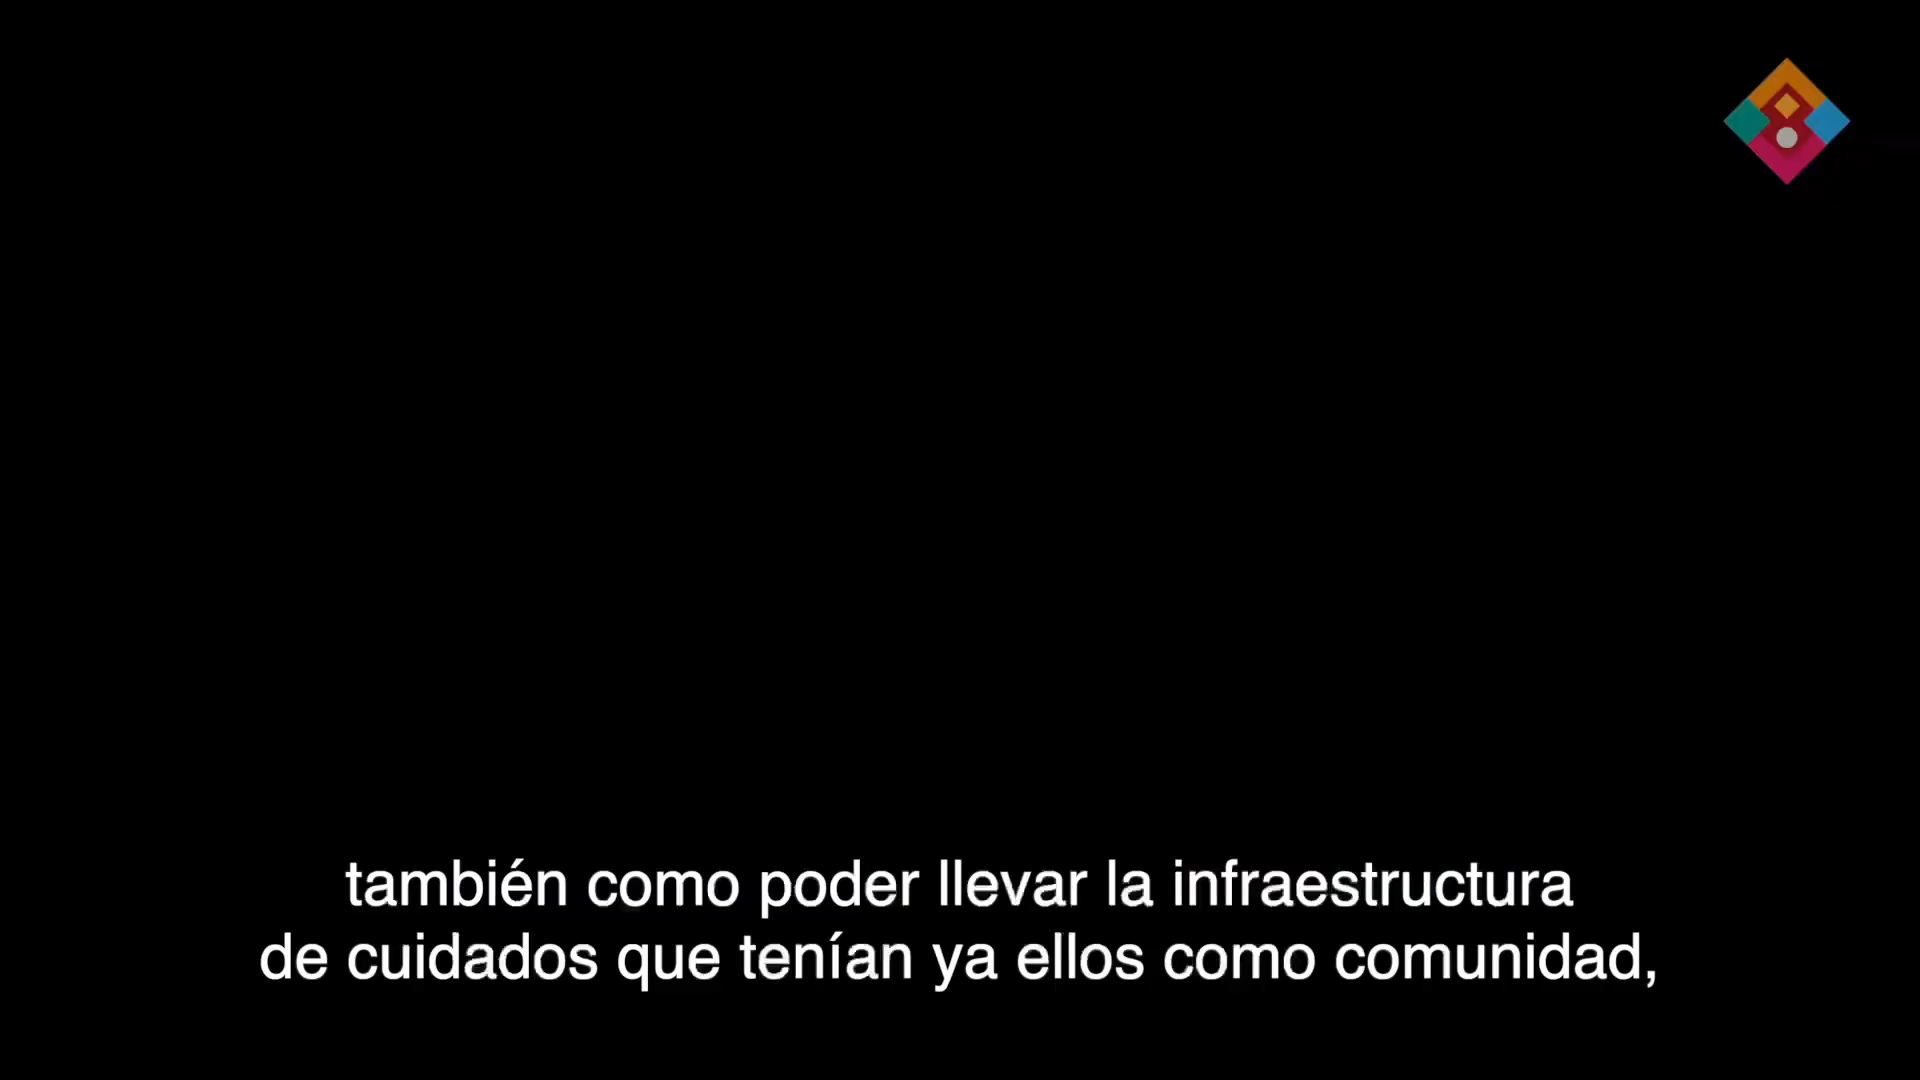 también como poder llevar la infraestructura
de cuidados que tenían ya ellos como comunidad,